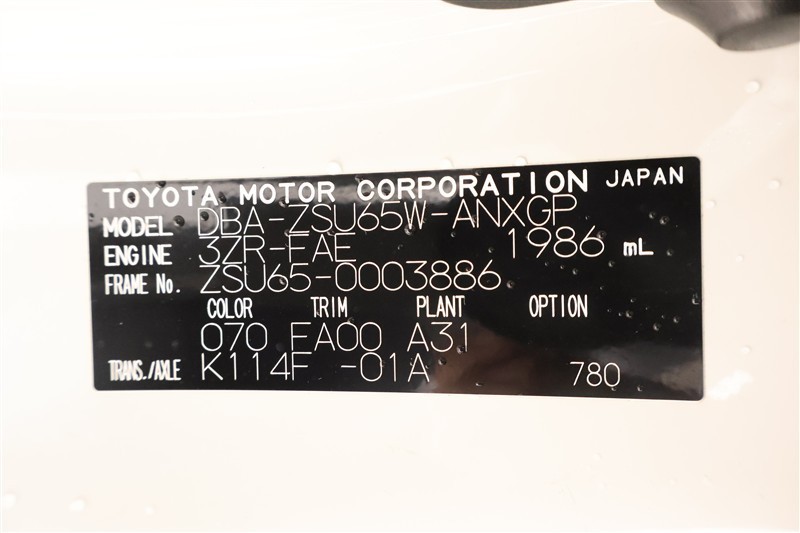 TOYOTA MOTOR CORPORATION JAPAN
MODEL DBA-ZSU65W-ANXGP
ENGINE 3ZR-FAE 1986 mL
FRAME No. ZSU65-0003886
COLOR TRIM PLANT OPTION
070 FA00 A31
TRANS./AXLE K114F -01A 780